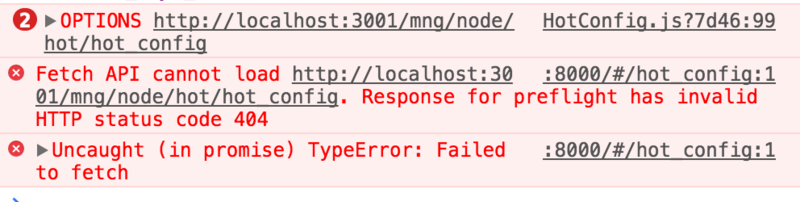 2 ▶OPTIONS http://localhost:3001/mng/node/ HotConfig.js?7d46:99
hot/hot_config
Fetch API cannot load http://localhost:30 :8000/#/hot_config:1
01/mng/node/hot/hot_config. Response for preflight has invalid
HTTP status code 404
▶Uncaught (in promise) TypeError: Failed :8000/#/hot_config:1
to fetch